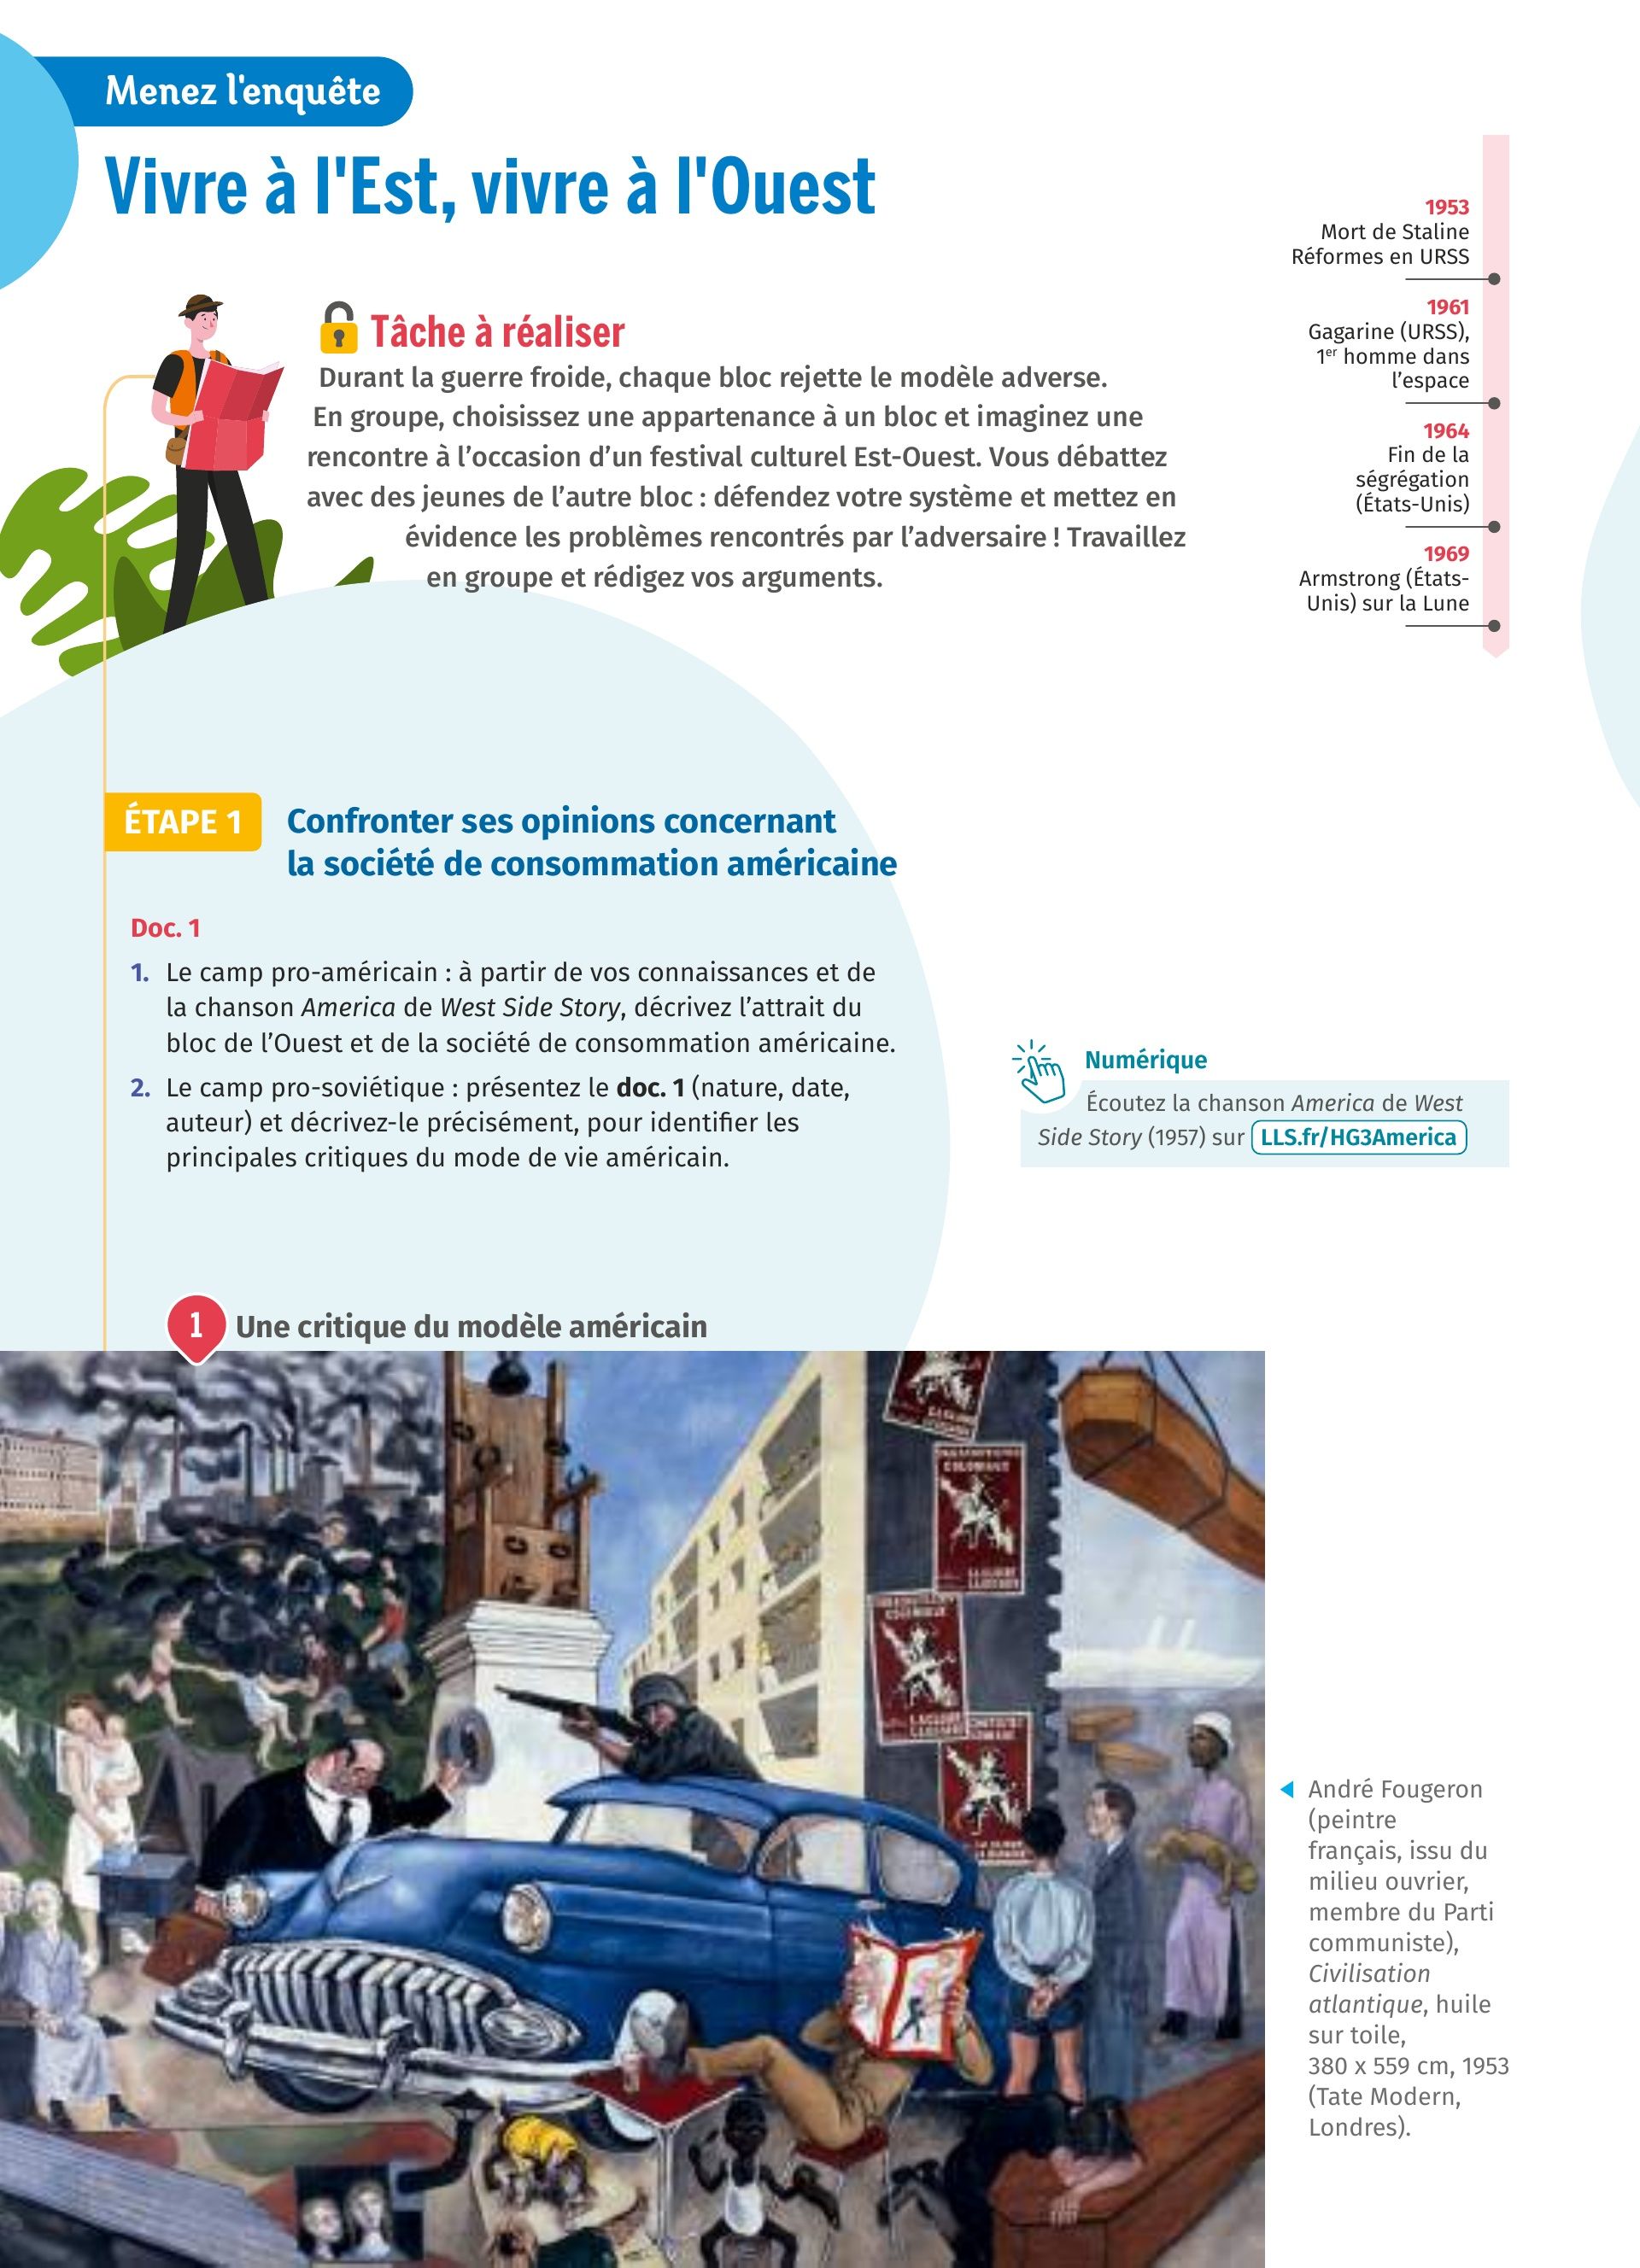 Menez l'enquête
Vivre à l'Est, vivre à l'Ouest
1953
Mort de Staline
Réformes en URSS
1961
Gagarine (URSS),
1er homme dans
l’espace
1964
Fin de la
ségrégation
(États-Unis)
1969
Armstrong (États-
Unis) sur la Lune
Tâche à réaliser
Durant la guerre froide, chaque bloc rejette le modèle adverse.
En groupe, choisissez une appartenance à un bloc et imaginez une
rencontre à l’occasion d’un festival culturel Est-Ouest. Vous débattez
avec des jeunes de l’autre bloc : défendez votre système et mettez en
évidence les problèmes rencontrés par l’adversaire ! Travaillez
en groupe et rédigez vos arguments.
ÉTAPE 1
Confronter ses opinions concernant
la société de consommation américaine
Doc. 1
1. Le camp pro-américain : à partir de vos connaissances et de
la chanson America de West Side Story, décrivez l’attrait du
bloc de l’Ouest et de la société de consommation américaine.
2. Le camp pro-soviétique : présentez le doc. 1 (nature, date,
auteur) et décrivez-le précisément, pour identifier les
principales critiques du mode de vie américain.
Numérique
Écoutez la chanson America de West
Side Story (1957) sur LLS.fr/HG3America
1 Une critique du modèle américain
André Fougeron
(peintre
français, issu du
milieu ouvrier,
membre du Parti
communiste),
Civilisation
atlantique, huile
sur toile,
380 x 559 cm, 1953
(Tate Modern,
Londres).